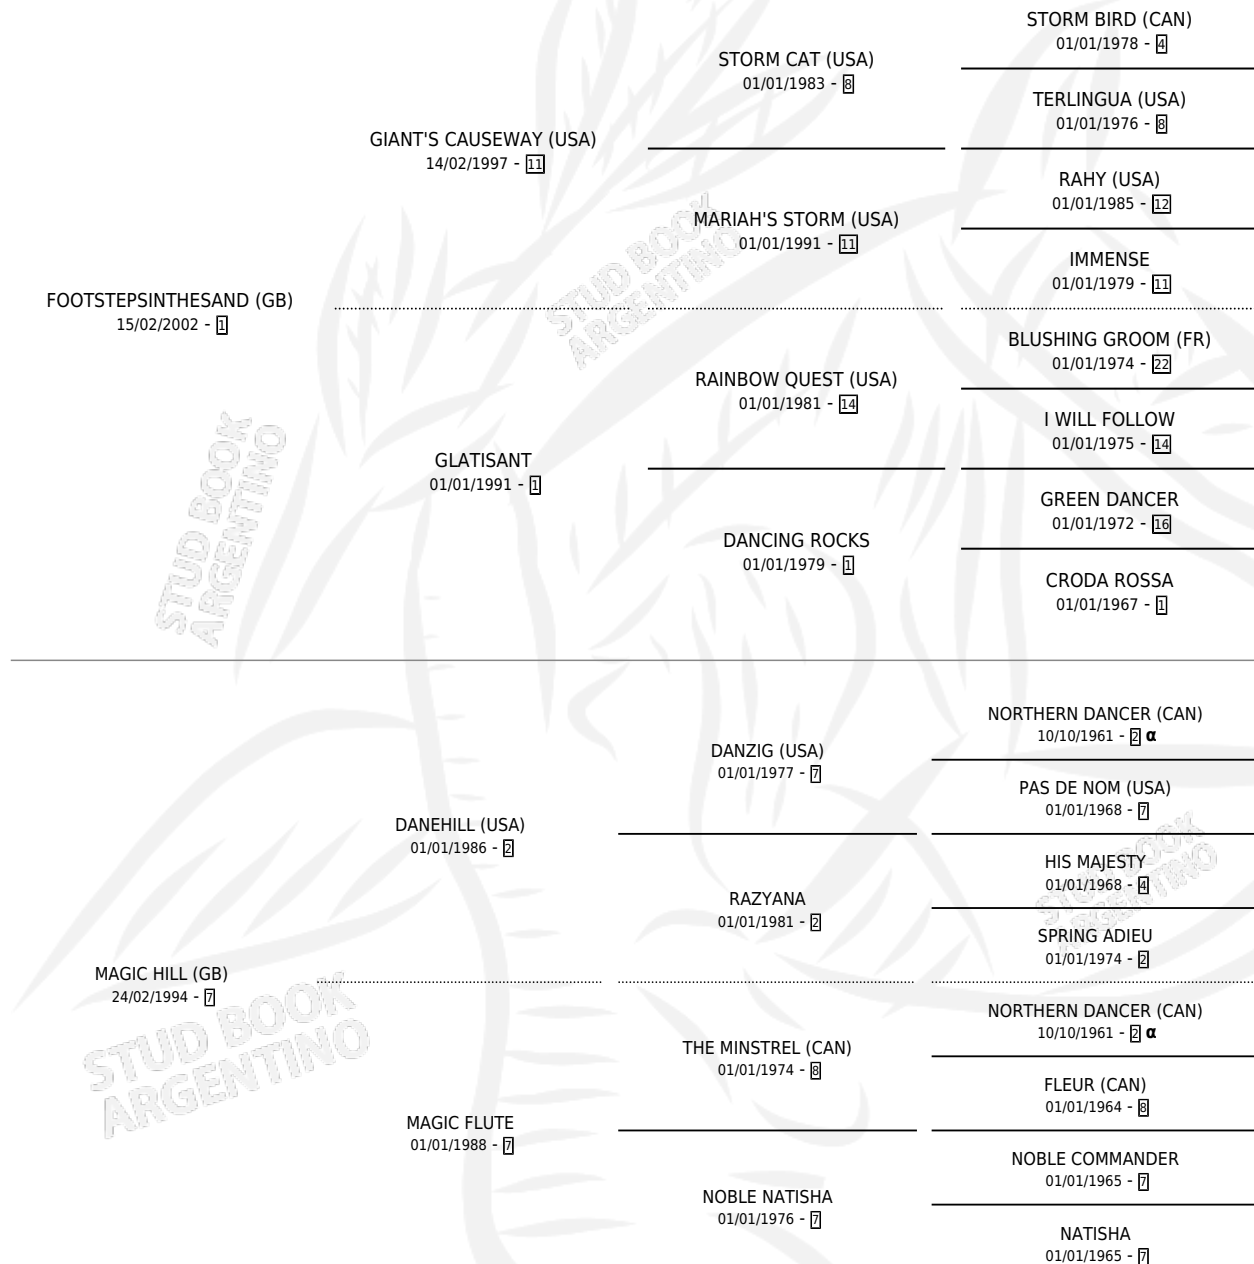 STORM BIRD (CAN)
01/01/1978 - 4
STORM CAT (USA)
01/01/1983 - 8
TERLINGUA (USA)
01/01/1976 - 8
GIANT'S CAUSEWAY (USA)
14/02/1997 - 11
RAHY (USA)
01/01/1985 - 12
MARIAH'S STORM (USA)
01/01/1991 - 11
IMMENSE
01/01/1979 - 11
FOOTSTEPSINTHESAND (GB)
15/02/2002 - 1
BLUSHING GROOM (FR)
01/01/1974 - 22
RAINBOW QUEST (USA)
01/01/1981 - 14
I WILL FOLLOW
01/01/1975 - 14
GLATISANT
01/01/1991 - 1
GREEN DANCER
01/01/1972 - 16
DANCING ROCKS
01/01/1979 - 1
CRODA ROSSA
01/01/1967 - 1
NORTHERN DANCER (CAN)
10/10/1961 - 2 α
DANZIG (USA)
01/01/1977 - 7
PAS DE NOM (USA)
01/01/1968 - 7
DANEHILL (USA)
01/01/1986 - 2
HIS MAJESTY
01/01/1968 - 4
RAZYANA
01/01/1981 - 2
SPRING ADIEU
01/01/1974 - 2
MAGIC HILL (GB)
24/02/1994 - 7
NORTHERN DANCER (CAN)
10/10/1961 - 2 α
THE MINSTREL (CAN)
01/01/1974 - 8
FLEUR (CAN)
01/01/1964 - 8
MAGIC FLUTE
01/01/1988 - 7
NOBLE COMMANDER
01/01/1965 - 7
NOBLE NATISHA
01/01/1976 - 7
NATISHA
01/01/1965 - 7
STUD BOOK
ARGENTINO
STUD BOOK
ARGENTINO
STUD BOOK
ARGENTINO
STUD BOOK
ARGENTINO